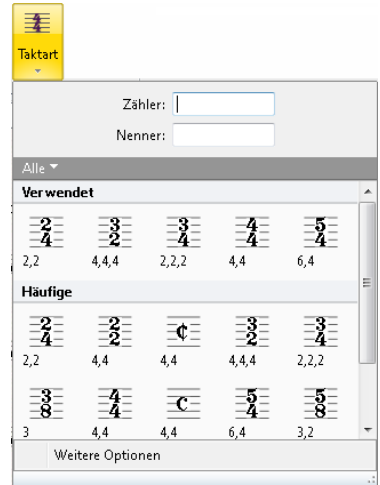 4
4
Taktart
Zähler:
Nenner:
Alle
Verwendet
2 3 3 4 5
4 2 4 4 4
2,2 4,4,4 2,2,2 4,4 6,4
Häufige
2 2 ¢ 3 3
4 2 2 4
2,2 4,4 4,4 4,4,4 2,2,2
3 4 c 5 5
8 4 4 8
3 4,4 4,4 6,4 3,2
Weitere Optionen